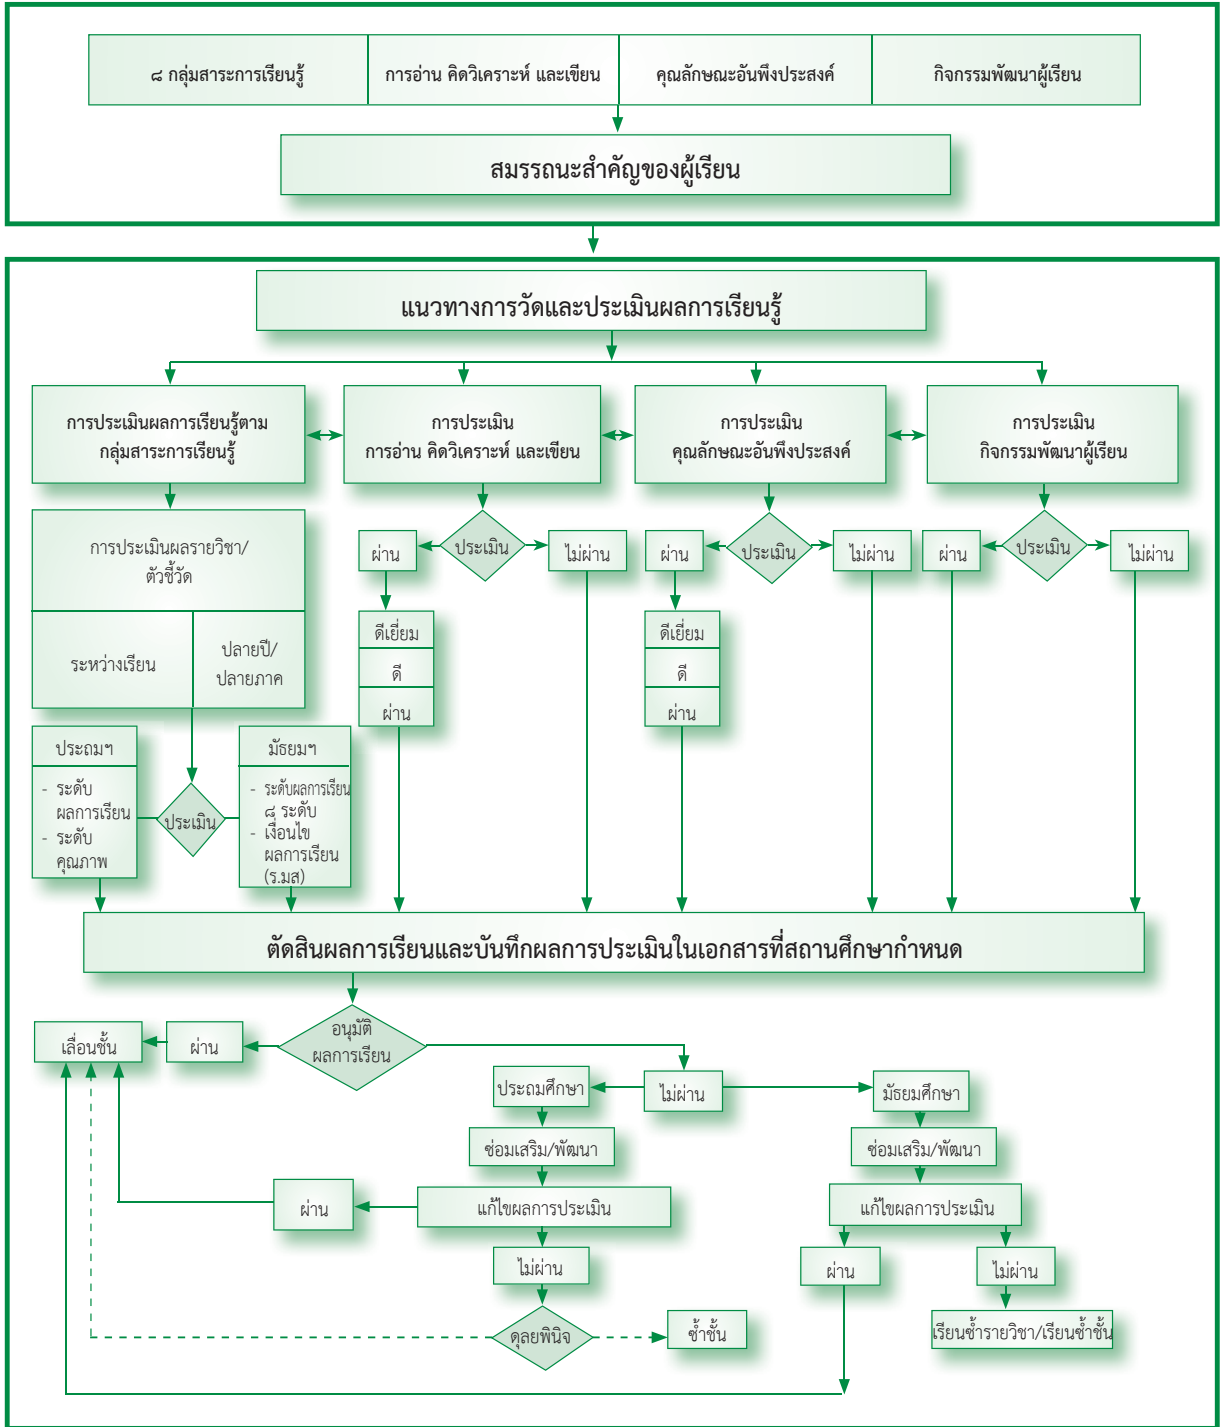 ๘ กลุ่มสาระการเรียนรู้
การอ่าน คิดวิเคราะห์ และเขียน
คุณลักษณะอันพึงประสงค์
กิจกรรมพัฒนาผู้เรียน
สมรรถนะสำคัญของผู้เรียน
แนวทางการวัดและประเมินผลการเรียนรู้
การประเมินผลการเรียนรู้ตาม
กลุ่มสาระการเรียนรู้
การประเมิน
การอ่าน คิดวิเคราะห์ และเขียน
การประเมิน
คุณลักษณะอันพึงประสงค์
การประเมิน
กิจกรรมพัฒนาผู้เรียน
การประเมินผลรายวิชา/
ตัวชี้วัด
ระหว่างเรียน
ปลายปี/
ปลายภาค
ผ่าน
ประเมิน
ไม่ผ่าน
ผ่าน
ประเมิน
ไม่ผ่าน
ผ่าน
ประเมิน
ไม่ผ่าน
ดีเยี่ยม
ดี
ผ่าน
ดีเยี่ยม
ดี
ผ่าน
ประถมฯ
- ระดับ
ผลการเรียน
- ระดับ
คุณภาพ
ประเมิน
มัธยมฯ
- ระดับผลการเรียน
๘ ระดับ
- เงื่อนไข
ผลการเรียน
(ร.มส)
ตัดสินผลการเรียนและบันทึกผลการประเมินในเอกสารที่สถานศึกษากำหนด
เลื่อนชั้น
ผ่าน
อนุมัติ
ผลการเรียน
ประถมศึกษา
ไม่ผ่าน
มัธยมศึกษา
ซ่อมเสริม/พัฒนา
ซ่อมเสริม/พัฒนา
ผ่าน
แก้ไขผลการประเมิน
แก้ไขผลการประเมิน
ไม่ผ่าน
ผ่าน
ไม่ผ่าน
ดุลยพินิจ
ซ้ำชั้น
เรียนซ้ำรายวิชา/เรียนซ้ำชั้น